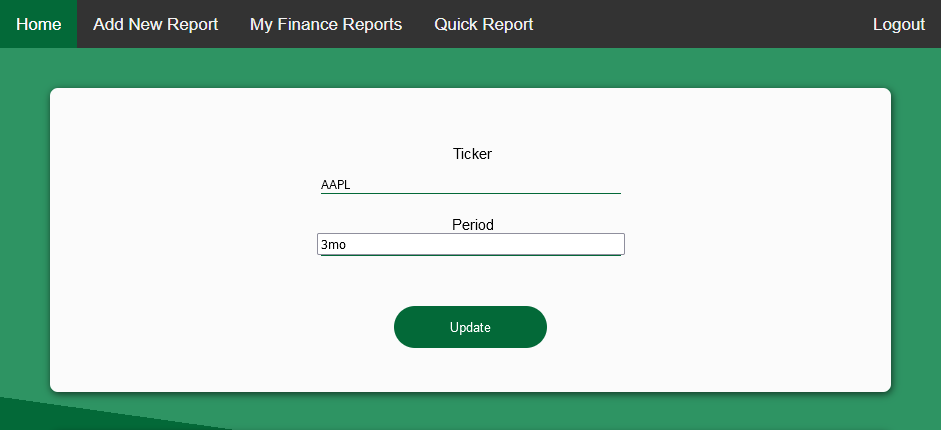 Home Add New Report My Finance Reports Quick Report Logout
Ticker
AAPL
Period
3mo
Update